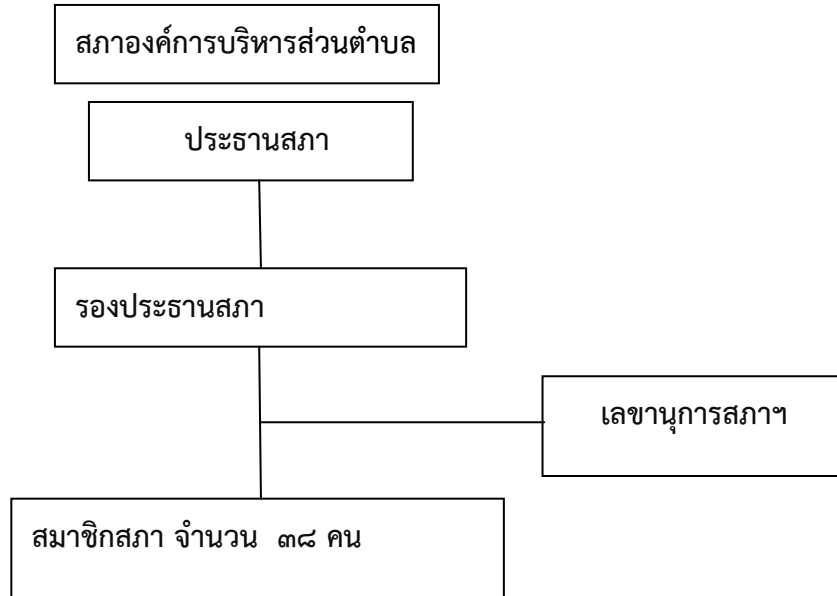 สภาองค์การบริหารส่วนตำบล
ประธานสภา
รองประธานสภา
เลขานุการสภาฯ
สมาชิกสภา จำนวน  ๓๘ คน